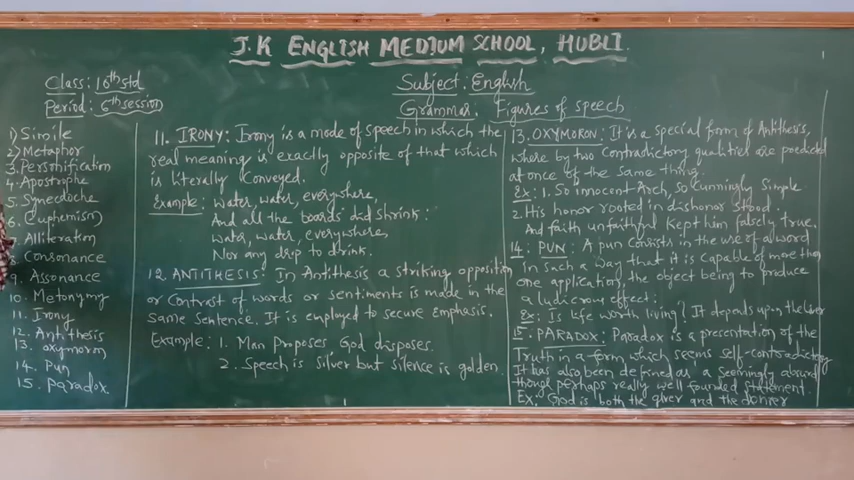 J.K ENGLISH MEDIUM SCHOOL, HUBLI.
Class: 10th std
Period: 6th session
Subject: English
Grammar. Figures of speech
1) Simile
2) Metaphor
3. Personification
4. Apostrophe
5. Synecdoche
6. Euphemism)
7. Alliteration
8. Consonance
9. Assonance
10. Metonymy
11. Irony
12. Antithesis
13. oxymorm
14. Pun
15. Paradox.
11. IRONY: Irony is a mode of speech in which the
real meaning is exactly opposite of that which
is literally conveyed.
Example: water, water, everywhere,
And all the boards did shrink:
water, water, everywhere,
Nor any drop to drink.
12. ANTITHESIS: In Antithesis a striking opposition
or Contrast of words or sentiments is made in the
same sentence. It is employed to secure emphasis.
Example: 1. Man proposes God disposes.
2. Speech is silver but silence is golden.
13. OXYMORON: It is a special form of Antithesis,
where by two Contradictory qualities are predicted
at once of the same thing.
Ex: 1. So innocent Arch, so Cunningly simple
2. His honor rooted in dishonor stood
And faith unfaithful kept him falsely true.
14: PUN: A pun consists in the use of a word
in such a way that it is capable of more than
one application, the object being to produce
a ludicrous effect:
Ex: Is life worth living? It depends upon the liver
15. PARADOX: Paradox is a presentation of the
Truth in a form which seems self-contradictory
It has also been defined as 'a seemingly absurd
though perhaps really well founded statement.
Ex: God is both the giver and the